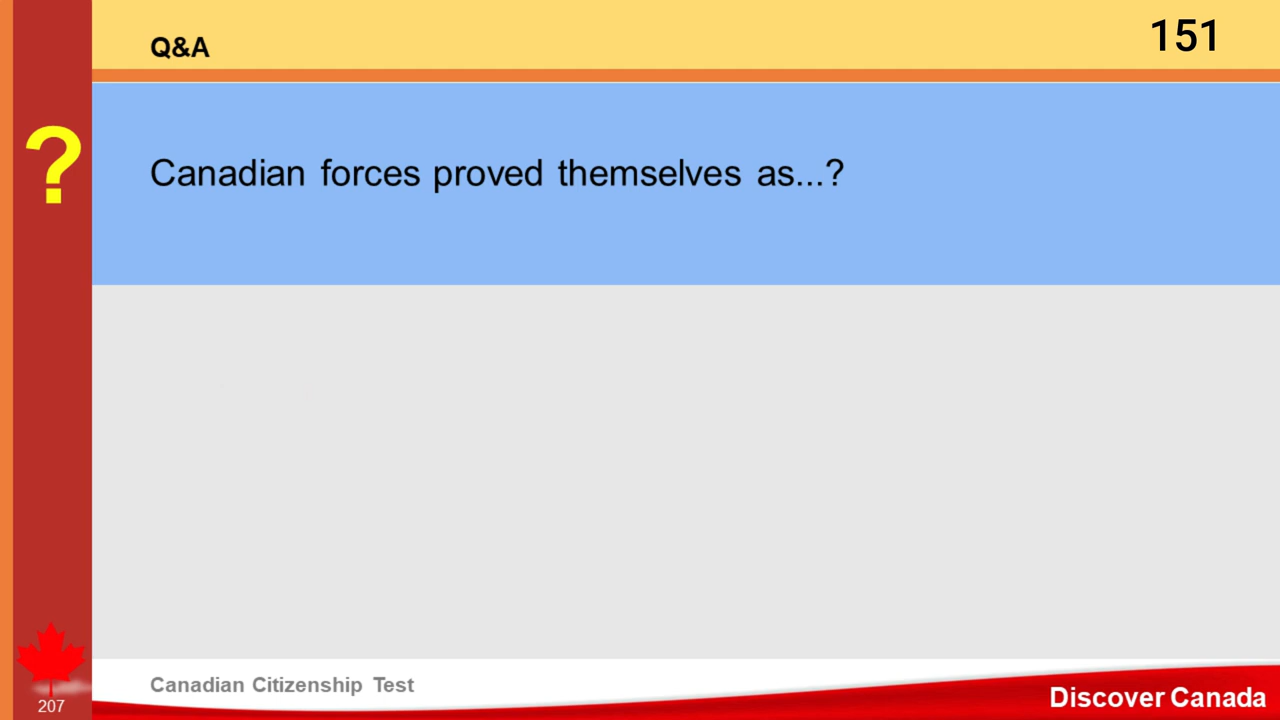 Q&A
151
?
Canadian forces proved themselves as...?
Canadian Citizenship Test
Discover Canada
207